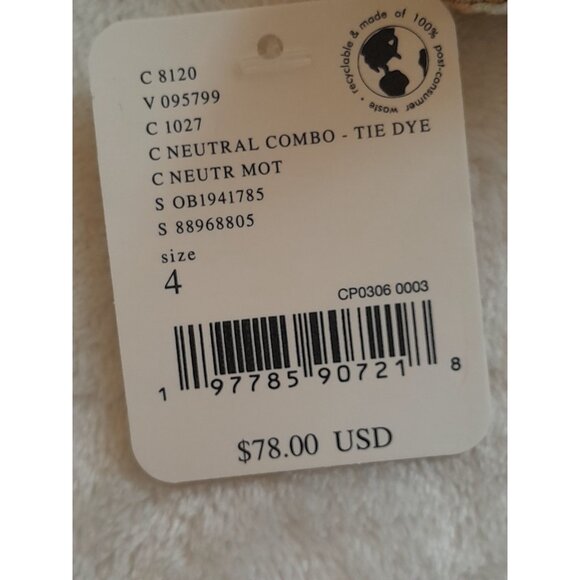 recyclable & made of 100% post-consumer waste •
C 8120
V 095799
C 1027
C NEUTRAL COMBO - TIE DYE
C NEUTR MOT
S OB1941785
S 88968805
size
4
CP0306 0003
1 97785 90721 8
$78.00 USD